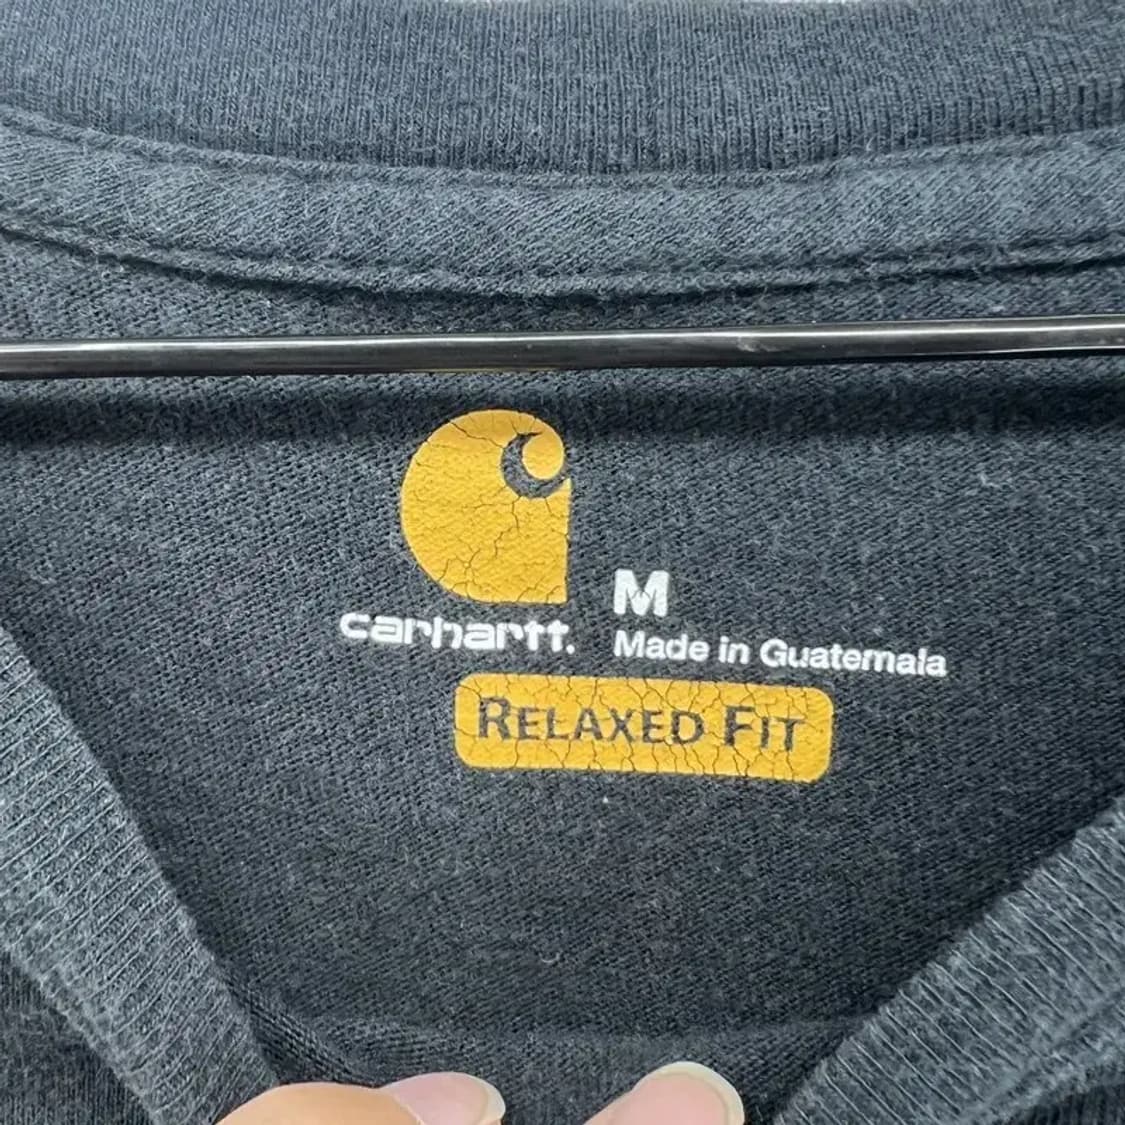 M
carhartt.
Made in Guatemala
RELAXED FIT